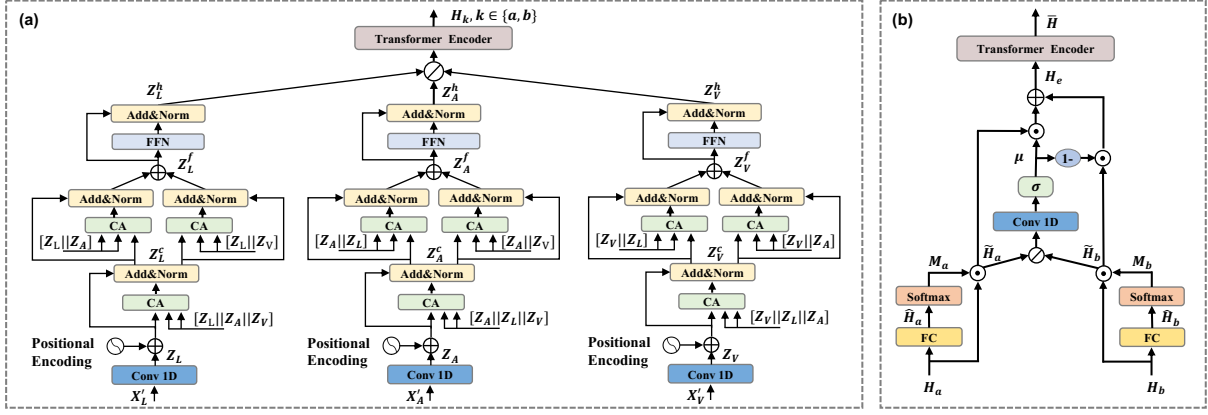 (a)
H_k, k ∈ {a, b}
Transformer Encoder
Z_L^h
Z_A^h
Z_V^h
Add&Norm
Add&Norm
Add&Norm
FFN
FFN
FFN
Z_L^f
Z_A^f
Z_V^f
Add&Norm Add&Norm
Add&Norm Add&Norm
Add&Norm Add&Norm
CA CA
CA CA
CA CA
[Z_L||Z_A] [Z_L||Z_V]
[Z_A||Z_L] [Z_A||Z_V]
[Z_V||Z_L] [Z_V||Z_A]
Z_L^c
Z_A^c
Z_V^c
Add&Norm
Add&Norm
Add&Norm
CA
CA
CA
[Z_L||Z_A||Z_V]
[Z_A||Z_L||Z_V]
[Z_V||Z_L||Z_A]
Positional
Encoding
Positional
Encoding
Positional
Encoding
Z_L
Z_A
Z_V
Conv 1D
Conv 1D
Conv 1D
X'_L
X'_A
X'_V
(b)
H̅
Transformer Encoder
H_e
μ
1-
σ
Conv 1D
M_a
H̃_a
H̃_b
M_b
Softmax
Softmax
Ĥ_a
Ĥ_b
FC
FC
H_a
H_b